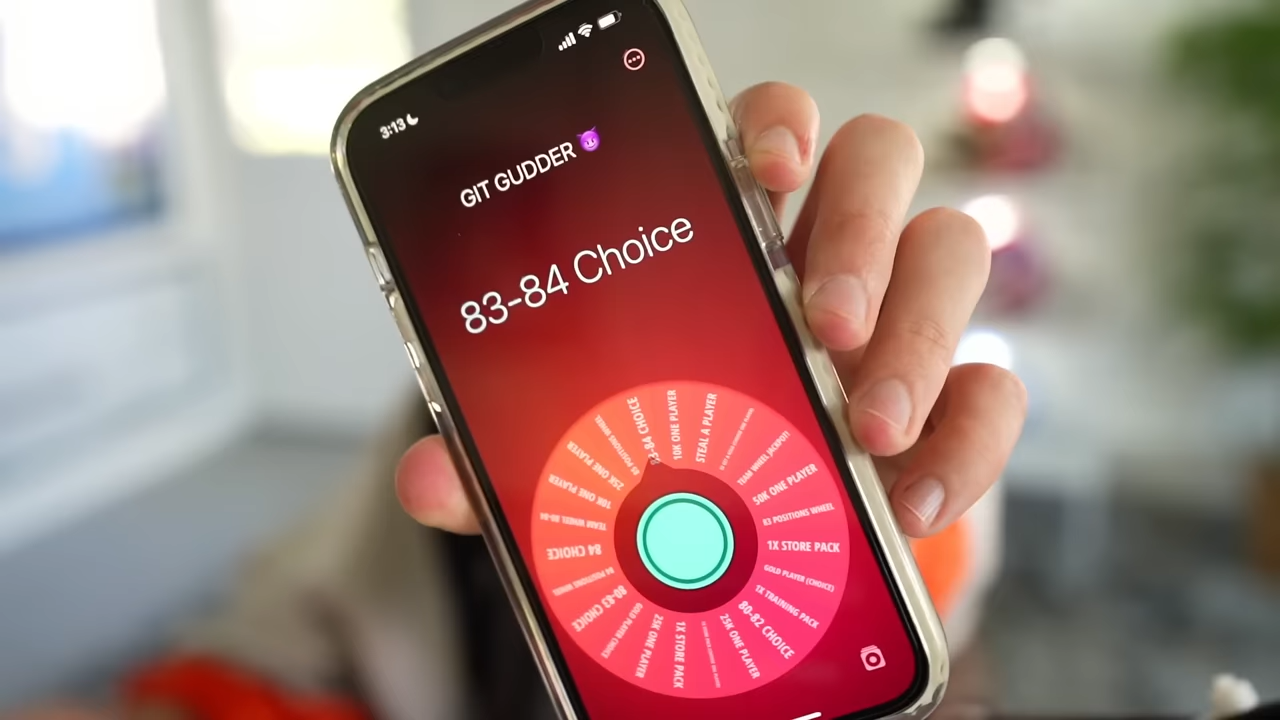 3:13
GIT GUDDER 😈
83-84 Choice
83-84 CHOICE
10K ONE PLAYER
STEAL A PLAYER
TEAM WHEEL JACKPOT!
50K ONE PLAYER
83 POSITIONS WHEEL
1X STORE PACK
GOLD PLAYER (CHOICE)
1X TRAINING PACK
80-82 CHOICE
25K ONE PLAYER
1X STORE PACK
25K ONE PLAYER
GOLD PLAYER CHOICE
80-83 CHOICE
84 POSITIONS WHEEL
84 CHOICE
TEAM WHEEL 80-84
10K ONE PLAYER
25K ONE PLAYER
85 POSITIONS WHEEL